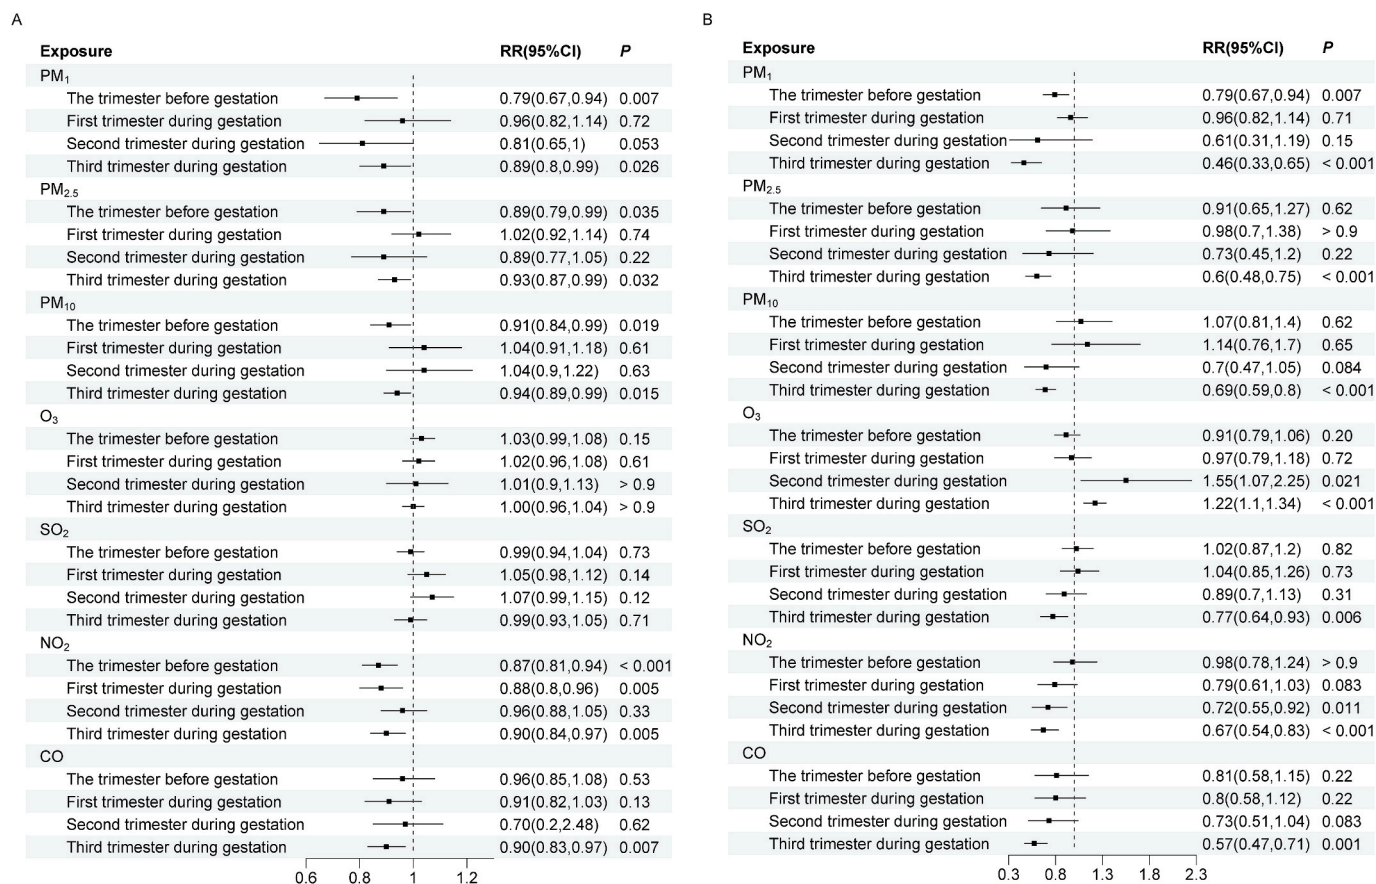 A
Exposure RR(95%CI) P
PM1
The trimester before gestation 0.79(0.67,0.94) 0.007
First trimester during gestation 0.96(0.82,1.14) 0.72
Second trimester during gestation 0.81(0.65,1) 0.053
Third trimester during gestation 0.89(0.8,0.99) 0.026
PM2.5
The trimester before gestation 0.89(0.79,0.99) 0.035
First trimester during gestation 1.02(0.92,1.14) 0.74
Second trimester during gestation 0.89(0.77,1.05) 0.22
Third trimester during gestation 0.93(0.87,0.99) 0.032
PM10
The trimester before gestation 0.91(0.84,0.99) 0.019
First trimester during gestation 1.04(0.91,1.18) 0.61
Second trimester during gestation 1.04(0.9,1.22) 0.63
Third trimester during gestation 0.94(0.89,0.99) 0.015
O3
The trimester before gestation 1.03(0.99,1.08) 0.15
First trimester during gestation 1.02(0.96,1.08) 0.61
Second trimester during gestation 1.01(0.9,1.13) > 0.9
Third trimester during gestation 1.00(0.96,1.04) > 0.9
SO2
The trimester before gestation 0.99(0.94,1.04) 0.73
First trimester during gestation 1.05(0.98,1.12) 0.14
Second trimester during gestation 1.07(0.99,1.15) 0.12
Third trimester during gestation 0.99(0.93,1.05) 0.71
NO2
The trimester before gestation 0.87(0.81,0.94) < 0.001
First trimester during gestation 0.88(0.8,0.96) 0.005
Second trimester during gestation 0.96(0.88,1.05) 0.33
Third trimester during gestation 0.90(0.84,0.97) 0.005
CO
The trimester before gestation 0.96(0.85,1.08) 0.53
First trimester during gestation 0.91(0.82,1.03) 0.13
Second trimester during gestation 0.70(0.2,2.48) 0.62
Third trimester during gestation 0.90(0.83,0.97) 0.007
0.6 0.8 1 1.2
B
Exposure RR(95%CI) P
PM1
The trimester before gestation 0.79(0.67,0.94) 0.007
First trimester during gestation 0.96(0.82,1.14) 0.71
Second trimester during gestation 0.61(0.31,1.19) 0.15
Third trimester during gestation 0.46(0.33,0.65) < 0.001
PM2.5
The trimester before gestation 0.91(0.65,1.27) 0.62
First trimester during gestation 0.98(0.7,1.38) > 0.9
Second trimester during gestation 0.73(0.45,1.2) 0.22
Third trimester during gestation 0.6(0.48,0.75) < 0.001
PM10
The trimester before gestation 1.07(0.81,1.4) 0.62
First trimester during gestation 1.14(0.76,1.7) 0.65
Second trimester during gestation 0.7(0.47,1.05) 0.084
Third trimester during gestation 0.69(0.59,0.8) < 0.001
O3
The trimester before gestation 0.91(0.79,1.06) 0.20
First trimester during gestation 0.97(0.79,1.18) 0.72
Second trimester during gestation 1.55(1.07,2.25) 0.021
Third trimester during gestation 1.22(1.1,1.34) < 0.001
SO2
The trimester before gestation 1.02(0.87,1.2) 0.82
First trimester during gestation 1.04(0.85,1.26) 0.73
Second trimester during gestation 0.89(0.7,1.13) 0.31
Third trimester during gestation 0.77(0.64,0.93) 0.006
NO2
The trimester before gestation 0.98(0.78,1.24) > 0.9
First trimester during gestation 0.79(0.61,1.03) 0.083
Second trimester during gestation 0.72(0.55,0.92) 0.011
Third trimester during gestation 0.67(0.54,0.83) < 0.001
CO
The trimester before gestation 0.81(0.58,1.15) 0.22
First trimester during gestation 0.8(0.58,1.12) 0.22
Second trimester during gestation 0.73(0.51,1.04) 0.083
Third trimester during gestation 0.57(0.47,0.71) 0.001
0.3 0.8 1.3 1.8 2.3